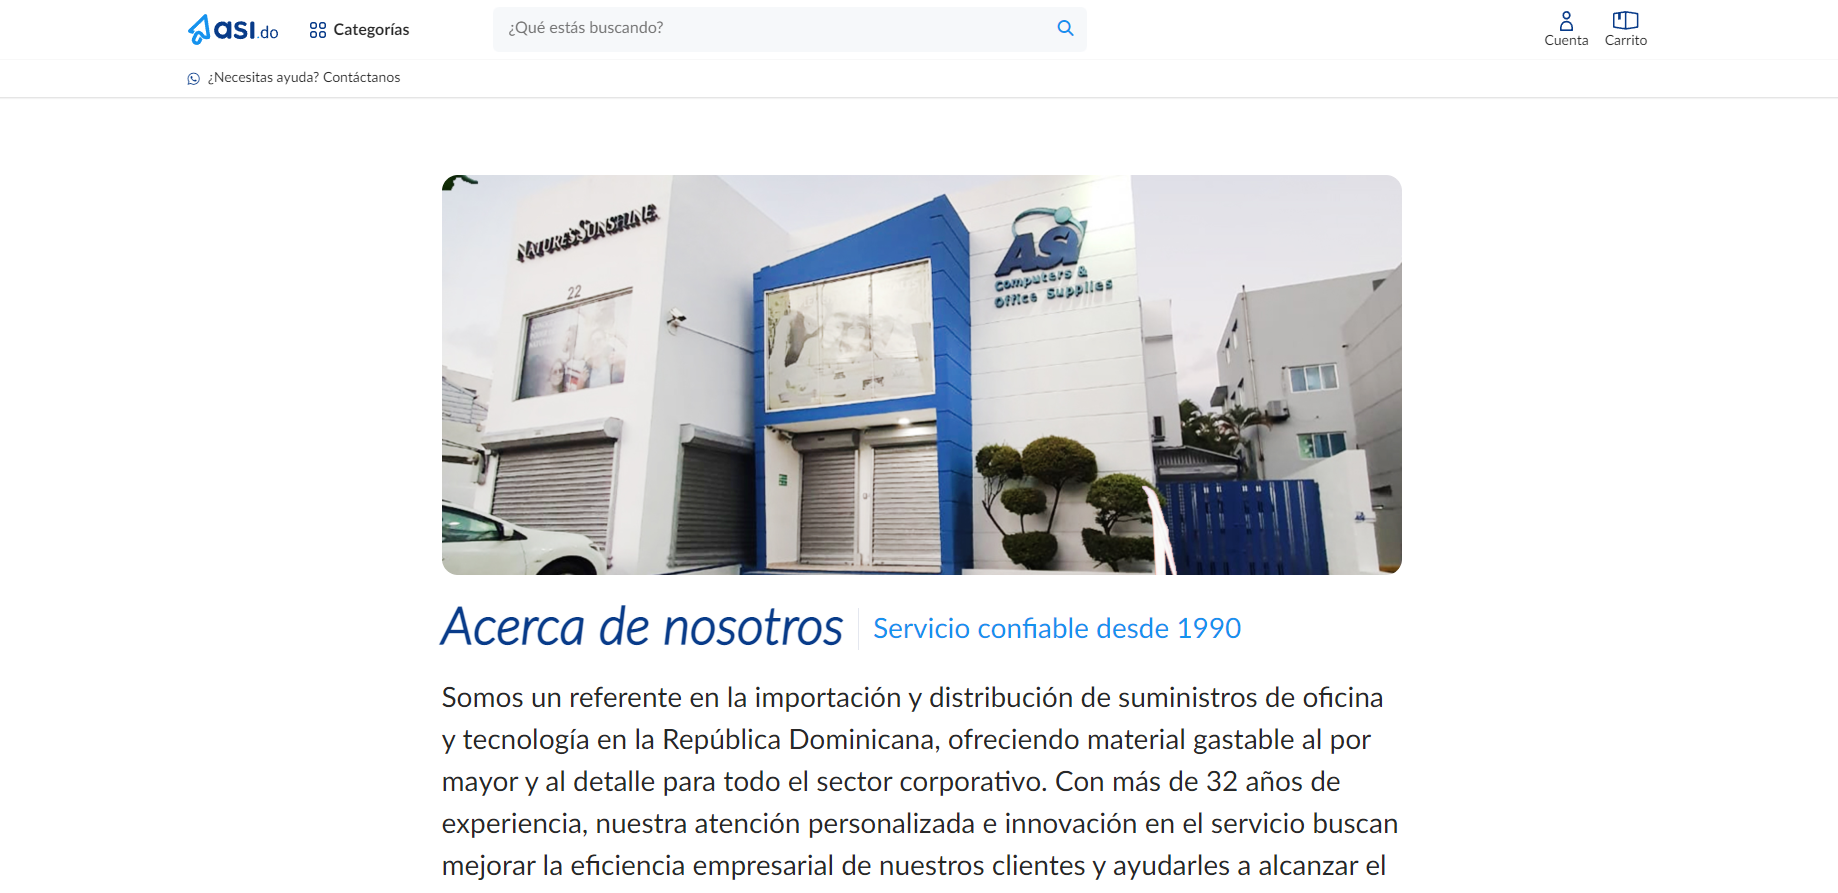 asi.do
Categorías
¿Qué estás buscando?
Cuenta
Carrito
¿Necesitas ayuda? Contáctanos
NATURE'S SUNSHINE
22
ASI
Computers &
Office Supplies
Acerca de nosotros
Servicio confiable desde 1990
Somos un referente en la importación y distribución de suministros de oficina
y tecnología en la República Dominicana, ofreciendo material gastable al por
mayor y al detalle para todo el sector corporativo. Con más de 32 años de
experiencia, nuestra atención personalizada e innovación en el servicio buscan
mejorar la eficiencia empresarial de nuestros clientes y ayudarles a alcanzar el